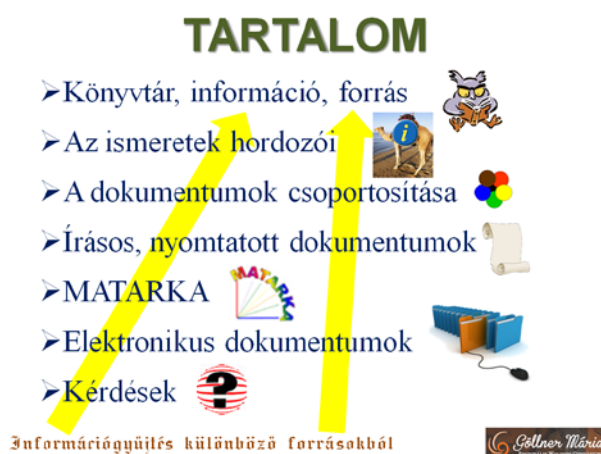 TARTALOM
Könyvtár, információ, forrás
Az ismeretek hordozói
i
A dokumentumok csoportosítása
Írásos, nyomtatott dokumentumok
MATARKA
MATARKA
Elektronikus dokumentumok
Kérdések
?
Információgyűjtés különböző forrásokból
Göllner Mária